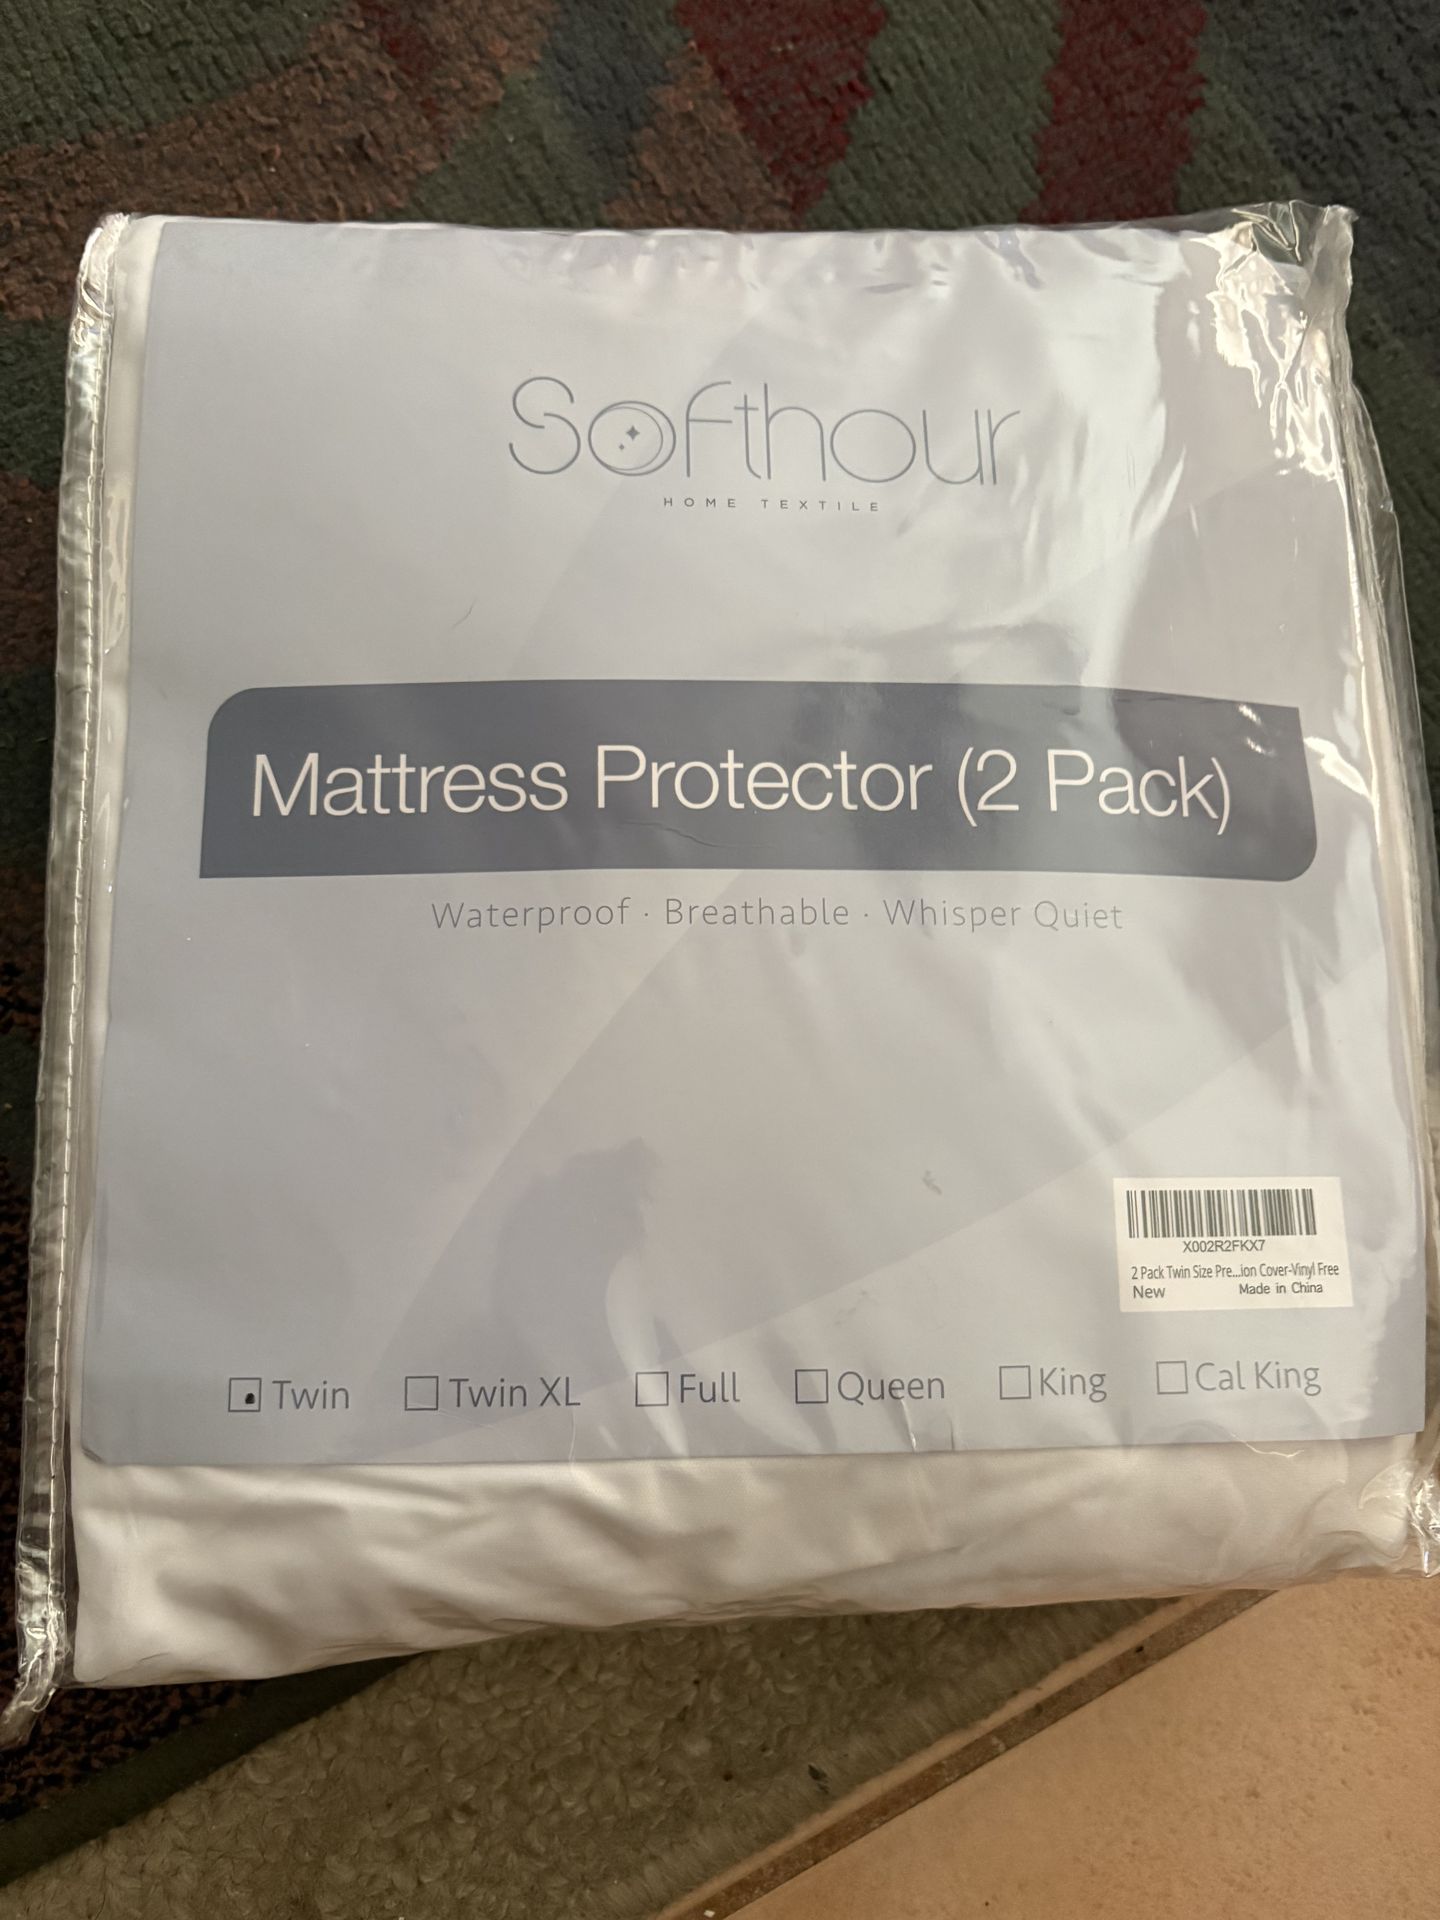 Softhour
HOME TEXTILE
Mattress Protector (2 Pack)
Waterproof · Breathable · Whisper Quiet
X002R2FKX7
2 Pack Twin Size Pre...ion Cover-Vinyl Free
New Made in China
Twin Twin XL Full Queen King Cal King